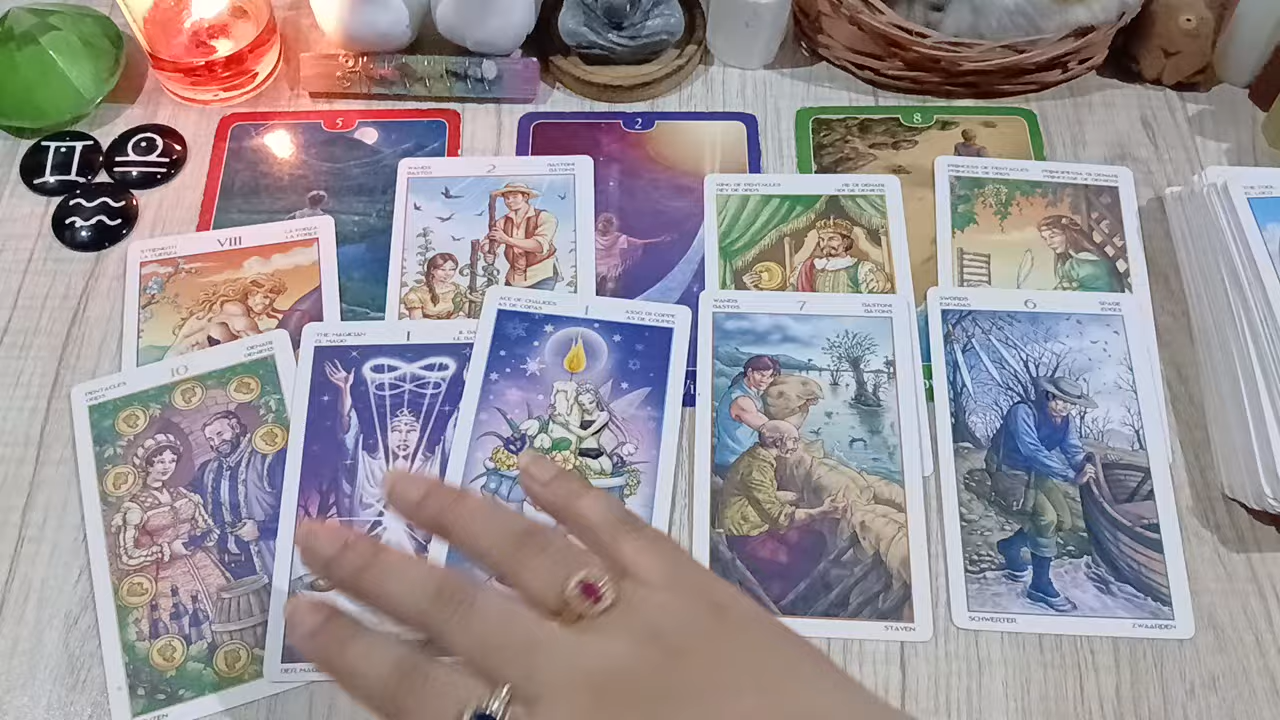 5
2
8
WANDS
BASTOS
2
BASTONI
BATONS
KING OF PENTACLES
REY DE OROS
RE DI DENARI
ROI DE DENIERS
PRINCESS OF PENTACLES
PRINCESA DE OROS
PRINCIPESSA DI DENARI
PRINCESSE DE DENIERS
STRENGTH
LA FUERZA
VIII
LA FORZA
LA FORCE
ACE OF CHALICES
AS DE COPAS
1
ASSO DI COPPE
AS DE COUPES
WANDS
BASTOS
7
BASTONI
BATONS
SWORDS
ESPADAS
6
SPADE
EPEES
THE MAGICIAN
EL MAGO
I
PENTACLES
OROS
10
DENARI
DENIERS
STAVEN
SCHWERTER
ZWAARDEN